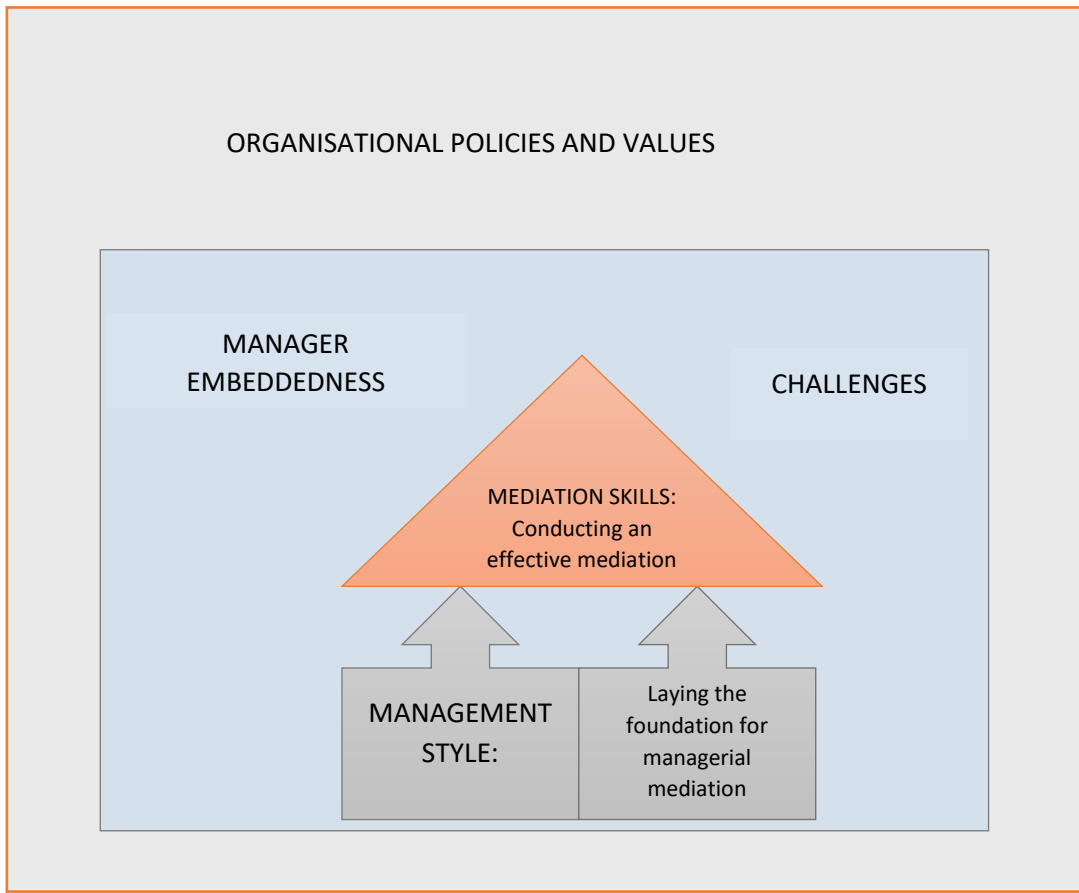 ORGANISATIONAL POLICIES AND VALUES
MANAGER
EMBEDDEDNESS
CHALLENGES
MEDIATION SKILLS:
Conducting an
effective mediation
MANAGEMENT
STYLE:
Laying the
foundation for
managerial
mediation